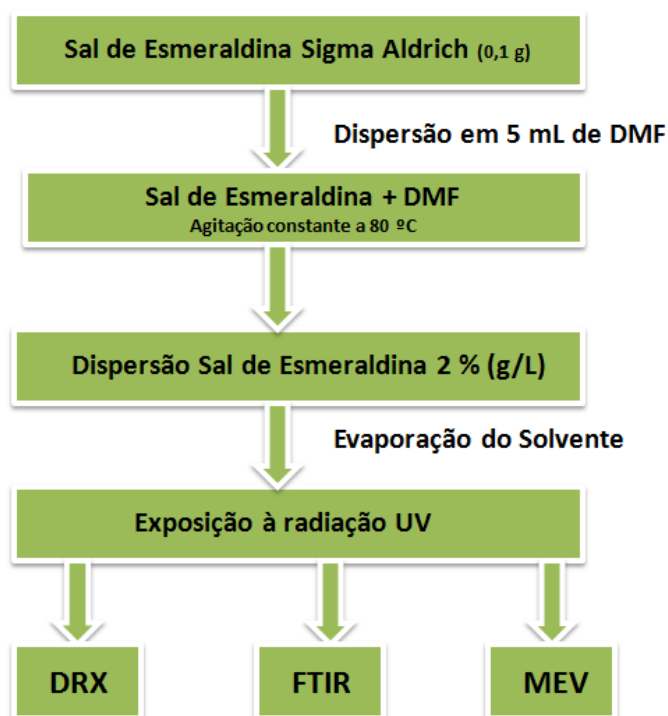 Sal de Esmeraldina Sigma Aldrich (0,1 g)
Dispersão em 5 mL de DMF
Sal de Esmeraldina + DMF
Agitação constante a 80 ºC
Dispersão Sal de Esmeraldina 2 % (g/L)
Evaporação do Solvente
Exposição à radiação UV
DRX
FTIR
MEV